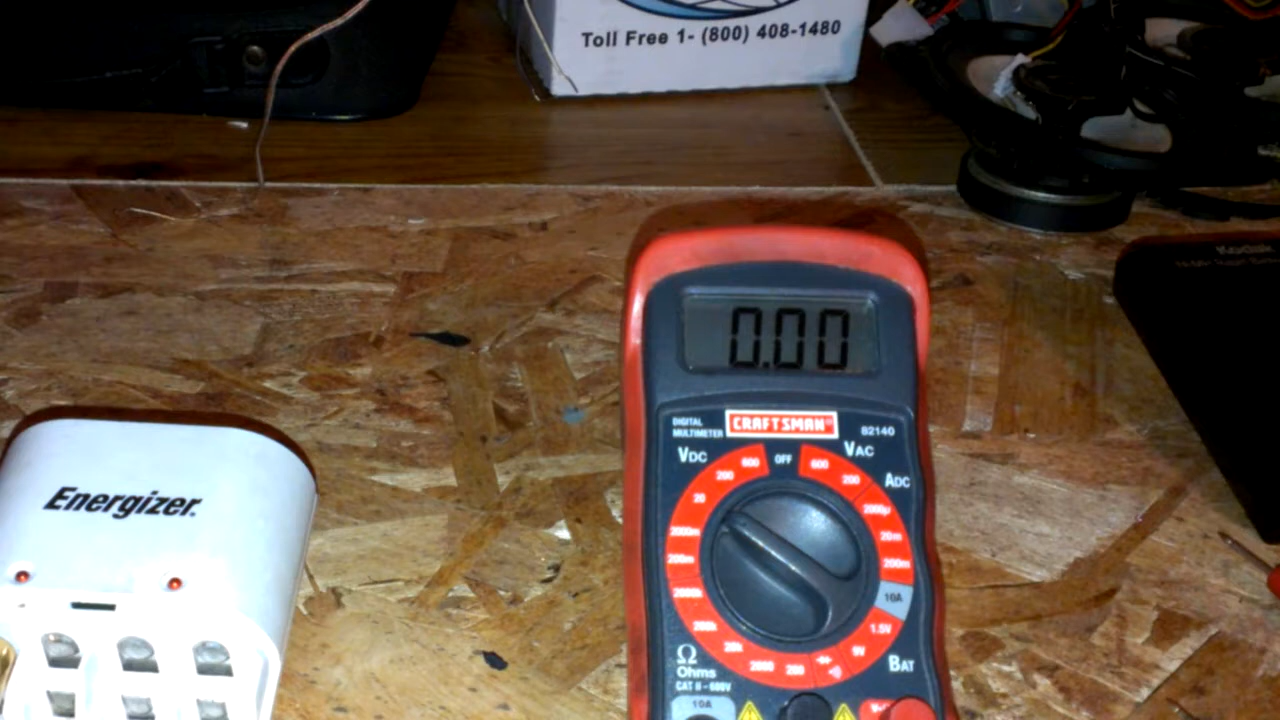 Toll Free 1- (800) 408-1480
Kodak
0.00
DIGITAL
MULTIMETER
CRAFTSMAN
82140
VDC
OFF
VAC
ADC
600
200
20
2000m
200m
2000k
200k
20k
2000
200
600
200
2000µ
20m
200m
10A
1.5V
9V
BAT
Ω
Ohms
CAT II - 600V
10A
Energizer.